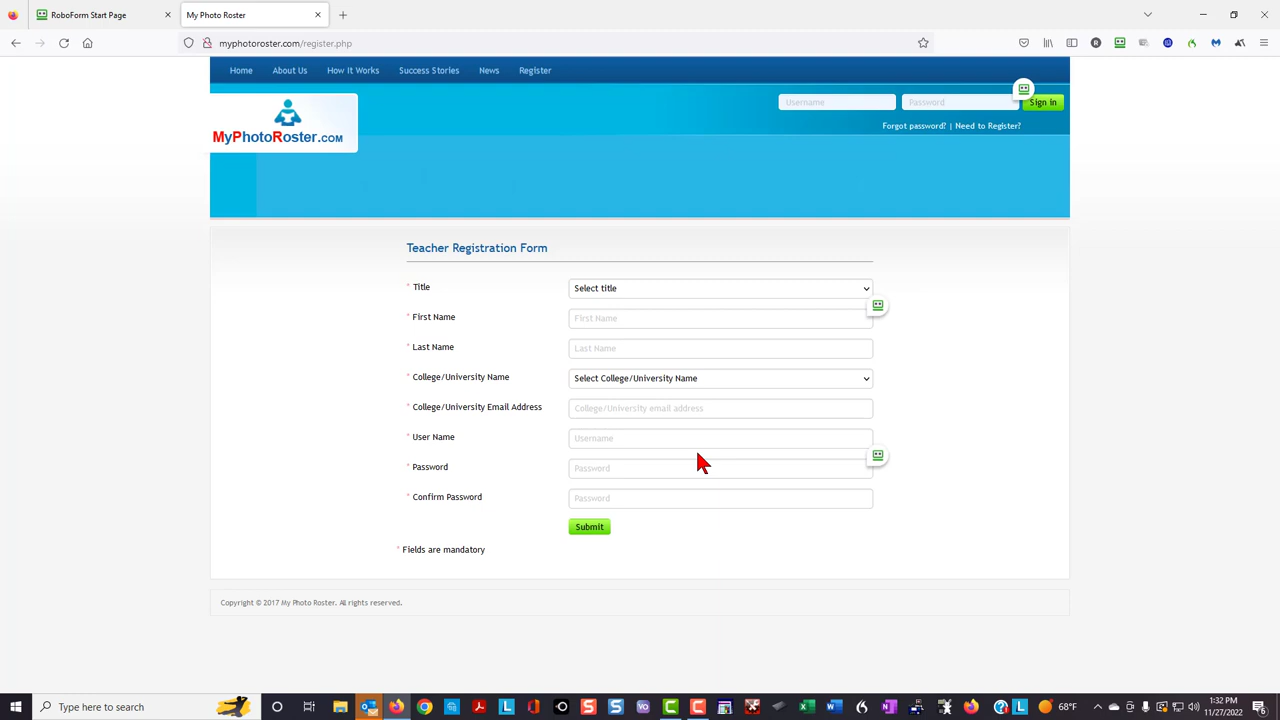 RoboForm Start Page
My Photo Roster
myphotoroster.com/register.php
Home About Us How It Works Success Stories News Register
MyPhotoRoster.com
Username Password Sign in
Forgot password? | Need to Register?
Teacher Registration Form
* Title Select title
* First Name First Name
* Last Name Last Name
* College/University Name Select College/University Name
* College/University Email Address College/University email address
* User Name Username
* Password Password
* Confirm Password Password
Submit
* Fields are mandatory
Copyright © 2017 My Photo Roster. All rights reserved.
Type here to search
68°F
1:32 PM
11/27/2022